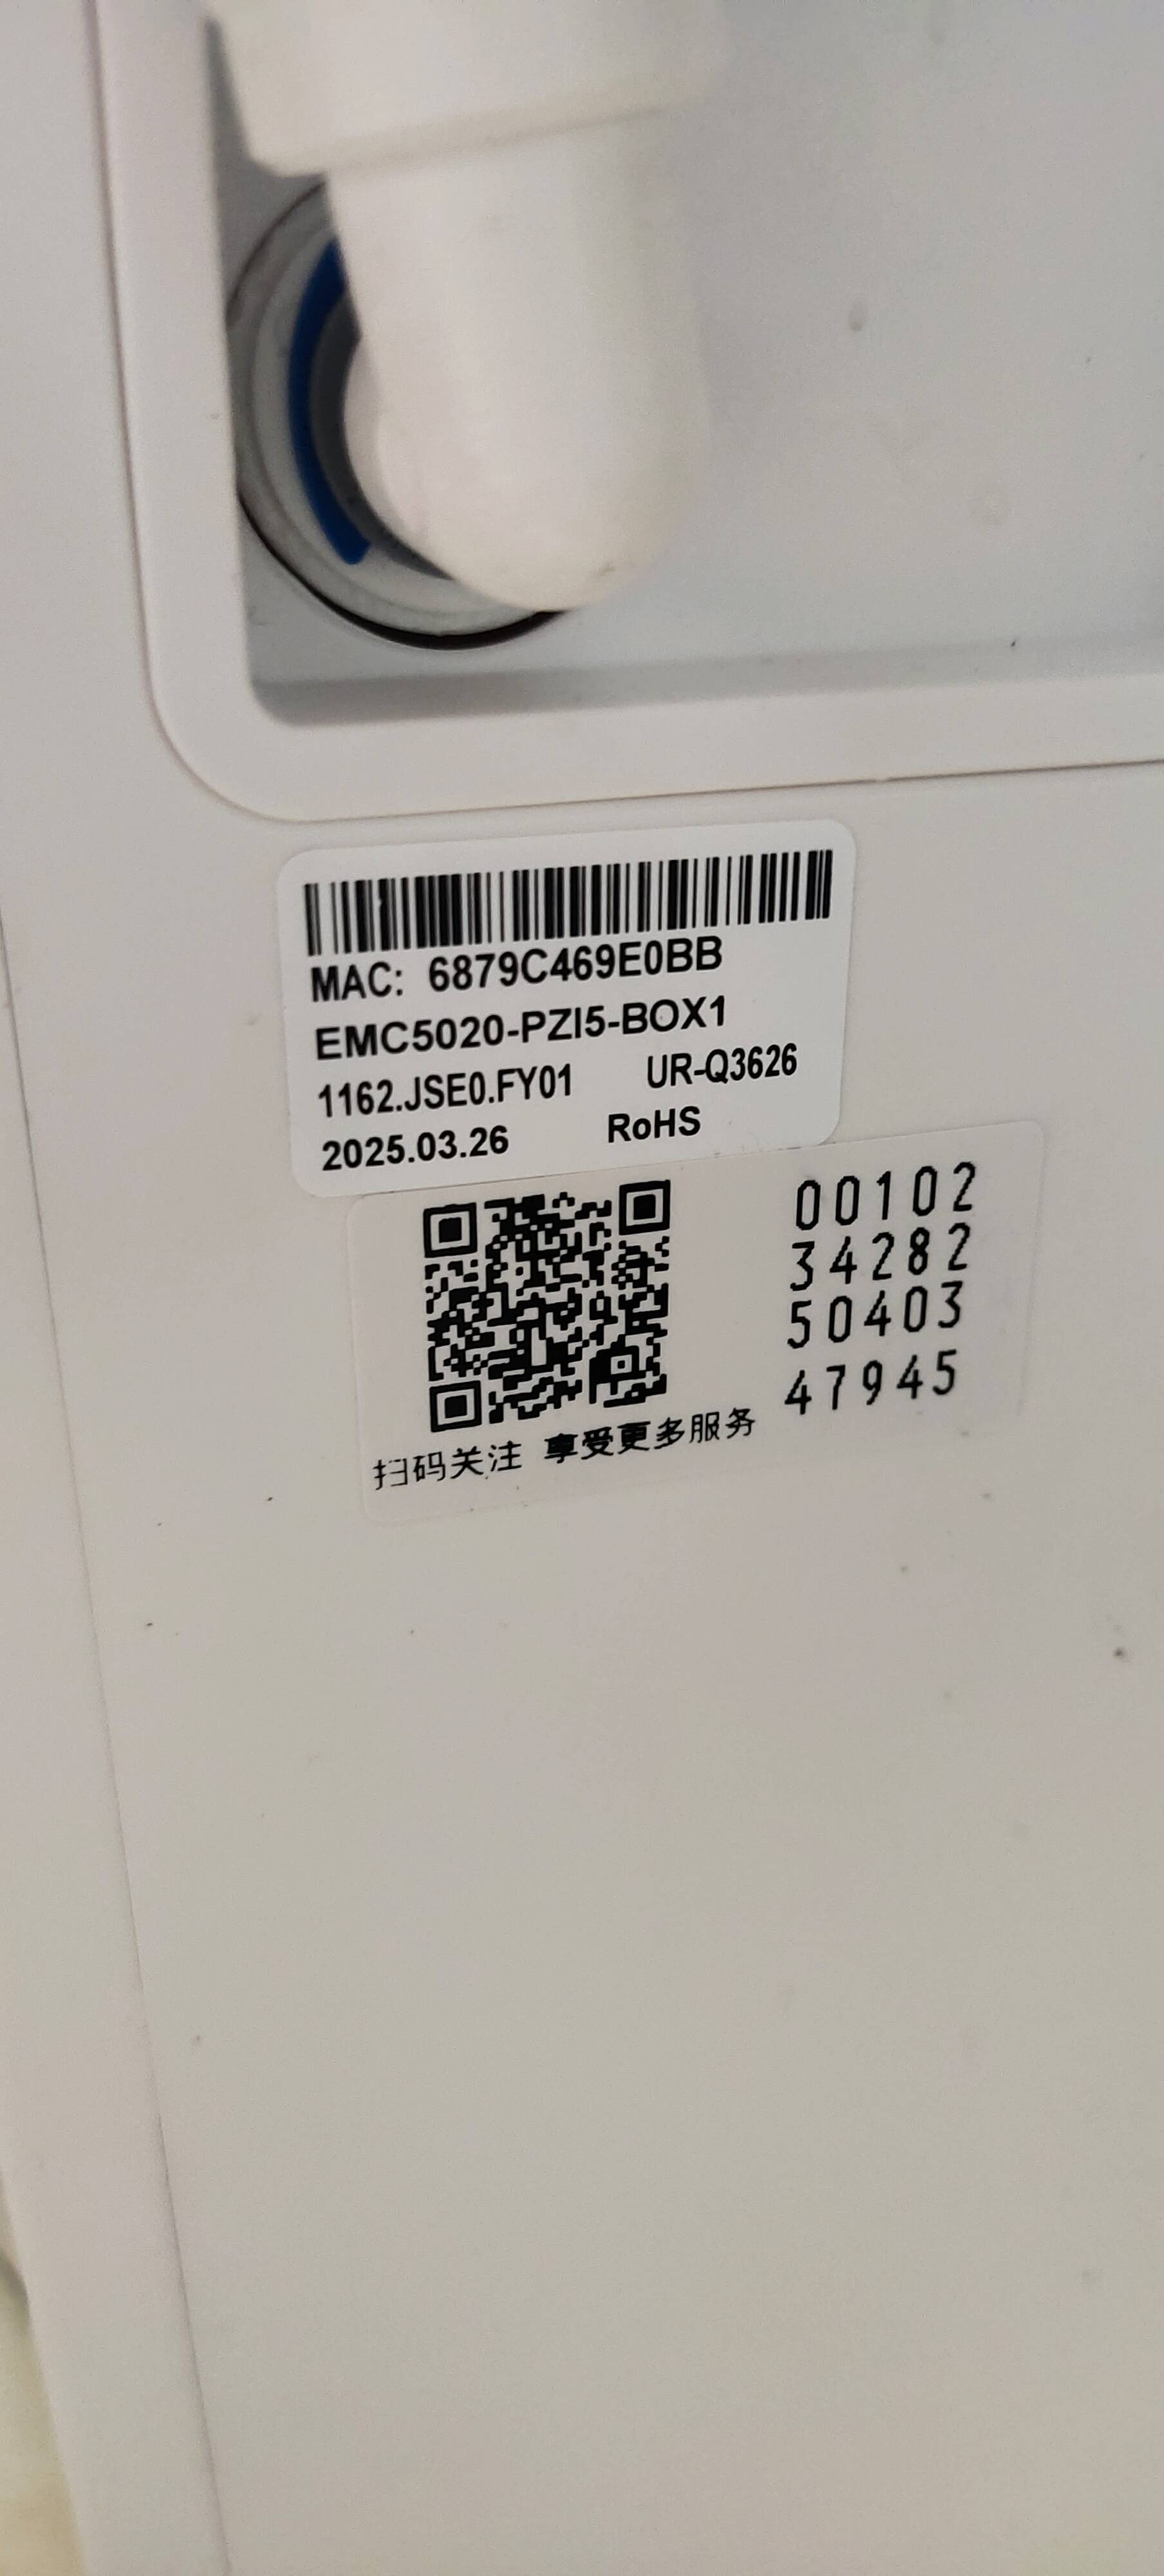 MAC: 6879C469E0BB
EMC5020-PZI5-BOX1
1162.JSE0.FY01 UR-Q3626
2025.03.26 RoHS
00102
34282
50403
47945
扫码关注 享受更多服务